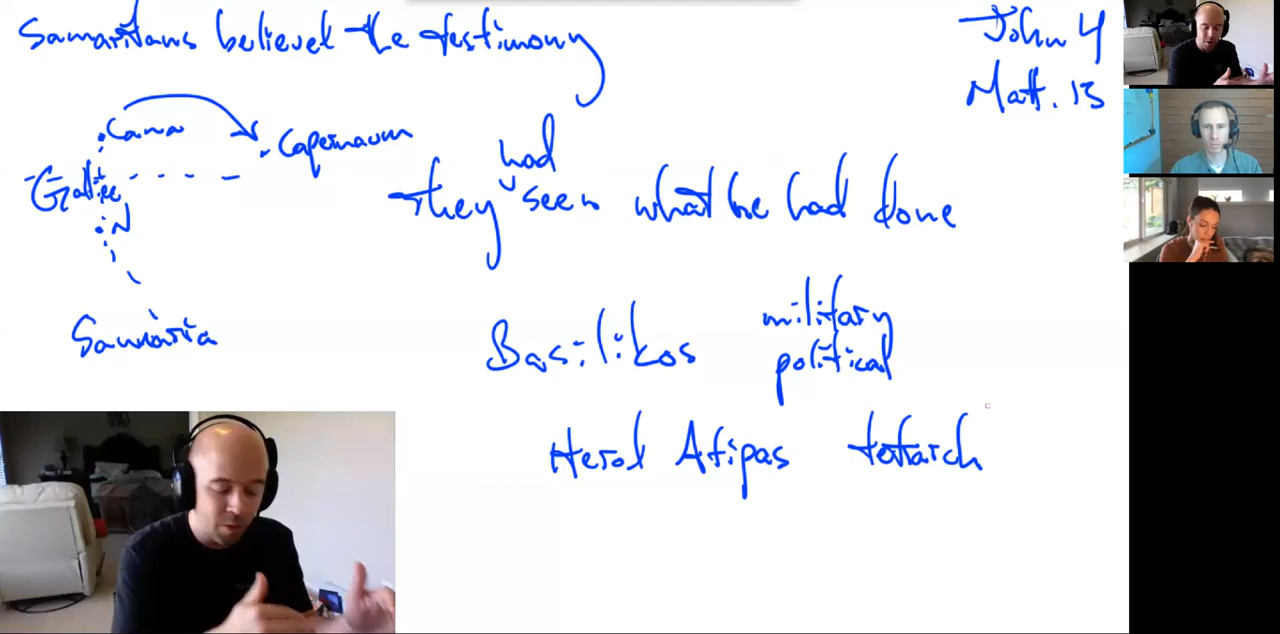 Samaritans believed the testimony
John 4
Matt. 13
Cana
Capernaum
Galilee
N
Samaria
had
they seen what he had done
Basilikos
military
political
Herod Atipas tetrarch